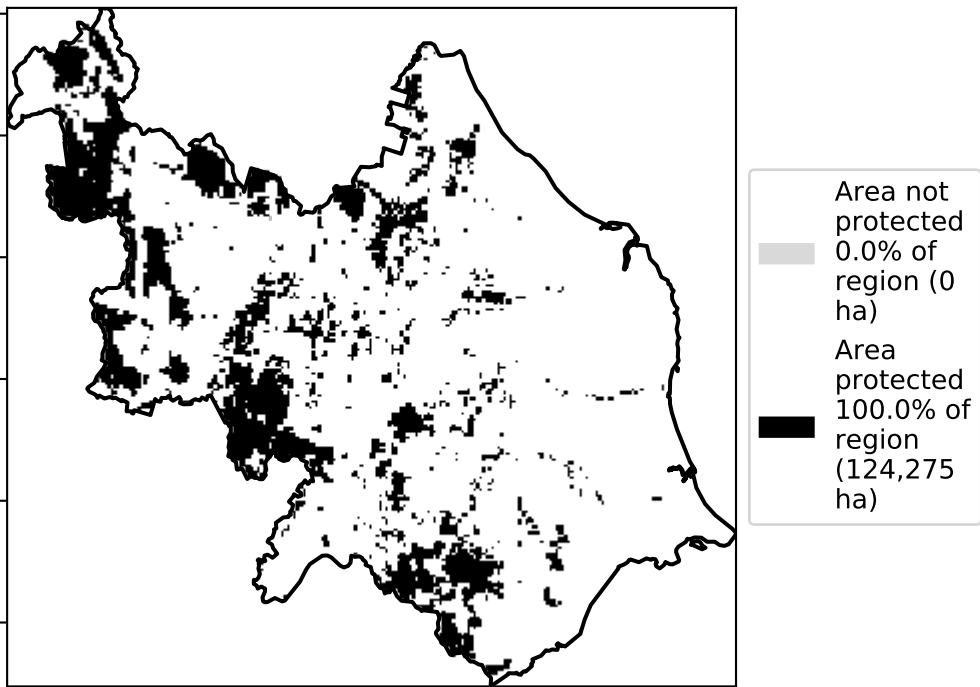 Area not
protected
0.0% of
region (0
ha)
Area
protected
100.0% of
region
(124,275
ha)